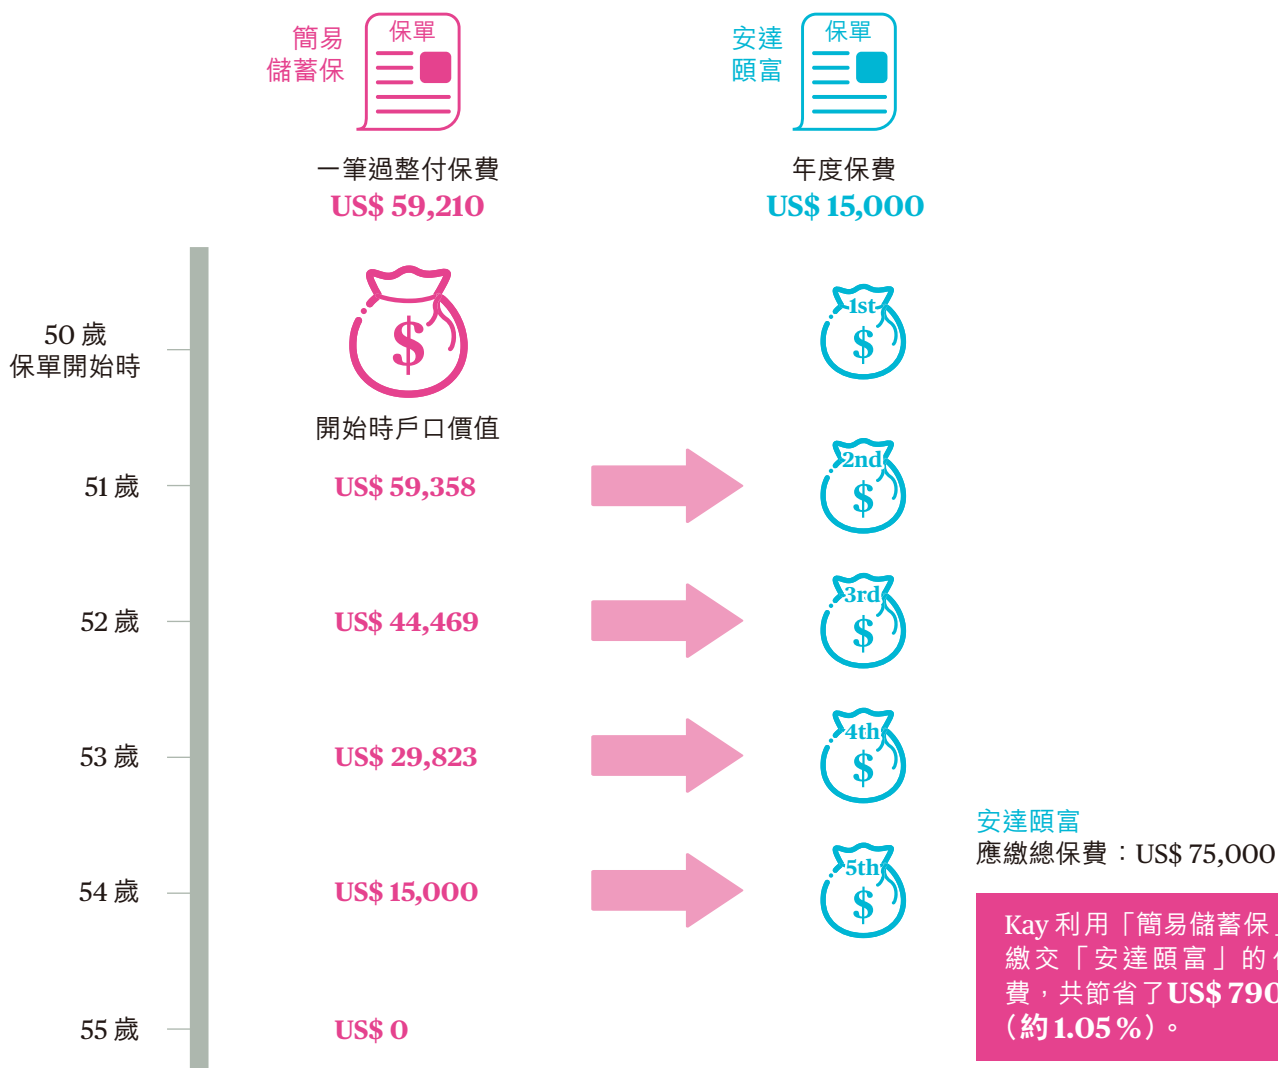 簡易
儲蓄保
保單
安達
頤富
保單
一筆過整付保費
US$ 59,210
年度保費
US$ 15,000
50 歲
保單開始時
$
1st
$
開始時戶口價值
51 歲
US$ 59,358
2nd
$
52 歲
US$ 44,469
3rd
$
53 歲
US$ 29,823
4th
$
54 歲
US$ 15,000
5th
$
安達頤富
應繳總保費：US$ 75,000
Kay 利用「簡易儲蓄保」
繳交「安達頤富」的
費，共節省了US$ 790
（約 1.05%）。
55 歲
US$ 0